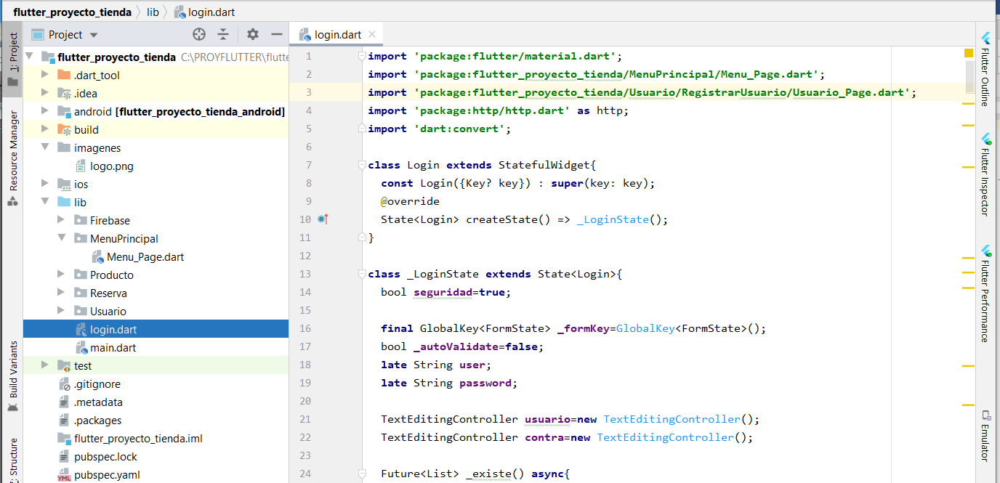 flutter_proyecto_tienda lib login.dart
Project
login.dart
1: Project
Resource Manager
Build Variants
7: Structure
flutter_proyecto_tienda C:\PROYFLUTTER\flutte
.dart_tool
.idea
android [flutter_proyecto_tienda_android]
build
imagenes
logo.png
ios
lib
Firebase
MenuPrincipal
Menu_Page.dart
Producto
Reserva
Usuario
login.dart
main.dart
test
.gitignore
.metadata
.packages
flutter_proyecto_tienda.iml
pubspec.lock
YML pubspec.yaml
1 import 'package:flutter/material.dart';
2 import 'package:flutter_proyecto_tienda/MenuPrincipal/Menu_Page.dart';
3 import 'package:flutter_proyecto_tienda/Usuario/RegistrarUsuario/Usuario_Page.dart';
4 import 'package:http/http.dart' as http;
5 import 'dart:convert';
6
7 class Login extends StatefulWidget{
8 const Login({Key? key}) : super(key: key);
9 @override
10 State<Login> createState() => _LoginState();
11 }
12
13 class _LoginState extends State<Login>{
14 bool seguridad=true;
15
16 final GlobalKey<FormState> _formKey=GlobalKey<FormState>();
17 bool _autoValidate=false;
18 late String user;
19 late String password;
20
21 TextEditingController usuario=new TextEditingController();
22 TextEditingController contra=new TextEditingController();
23
24 Future<List> _existe() async{
Flutter Outline
Flutter Inspector
Flutter Performance
Emulator